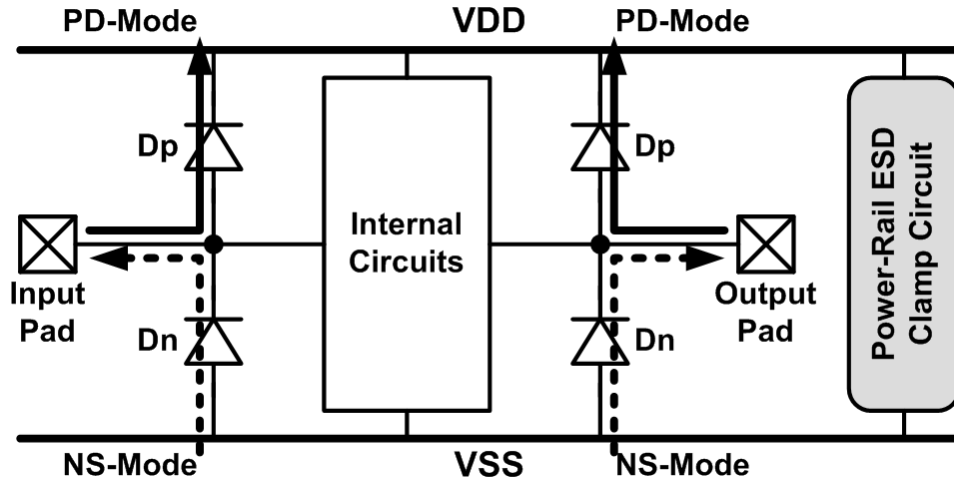 PD-Mode
VDD
PD-Mode
Dp
Dp
Internal
Circuits
Input
Pad
Output
Pad
Dn
Dn
Power-Rail ESD
Clamp Circuit
NS-Mode
VSS
NS-Mode